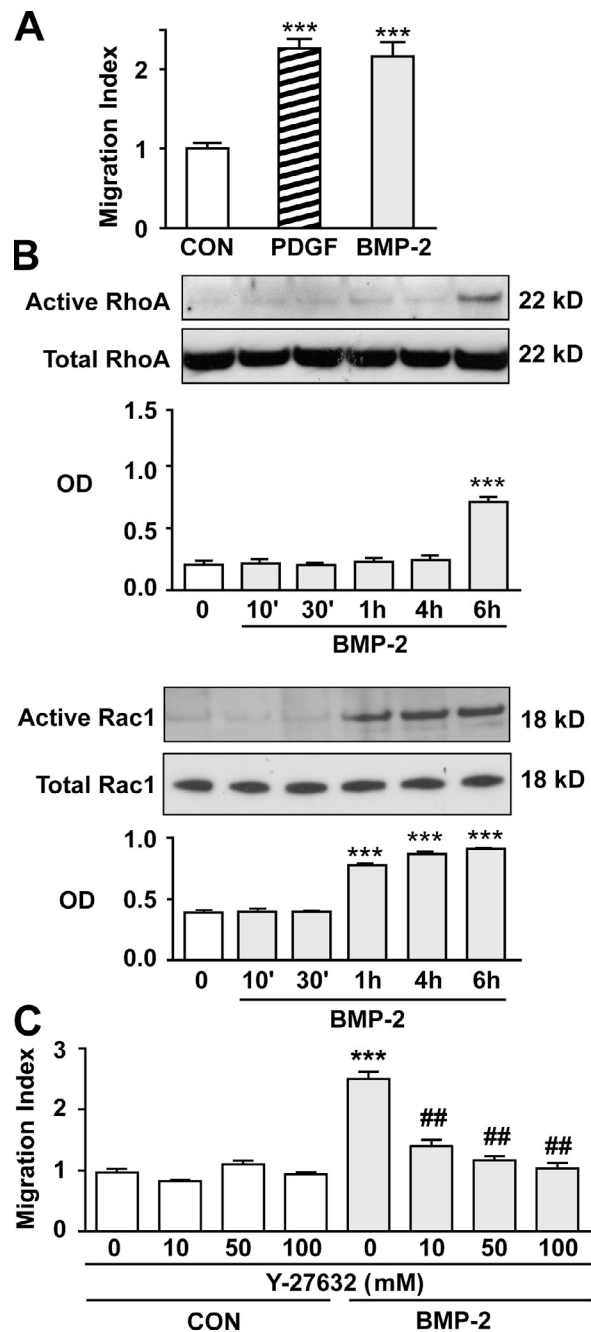 A
*** ***
Migration Index
2
1
0
CON PDGF BMP-2
B
Active RhoA 22 kD
Total RhoA 22 kD
OD
1.5
1.0
0.5
0.0
***
0 10' 30' 1h 4h 6h
BMP-2
Active Rac1 18 kD
Total Rac1 18 kD
OD
1.0
0.5
0.0
*** *** ***
0 10' 30' 1h 4h 6h
BMP-2
C
Migration Index
3
2
1
0
***
## ## ##
0 10 50 100 0 10 50 100
Y-27632 (mM)
CON BMP-2